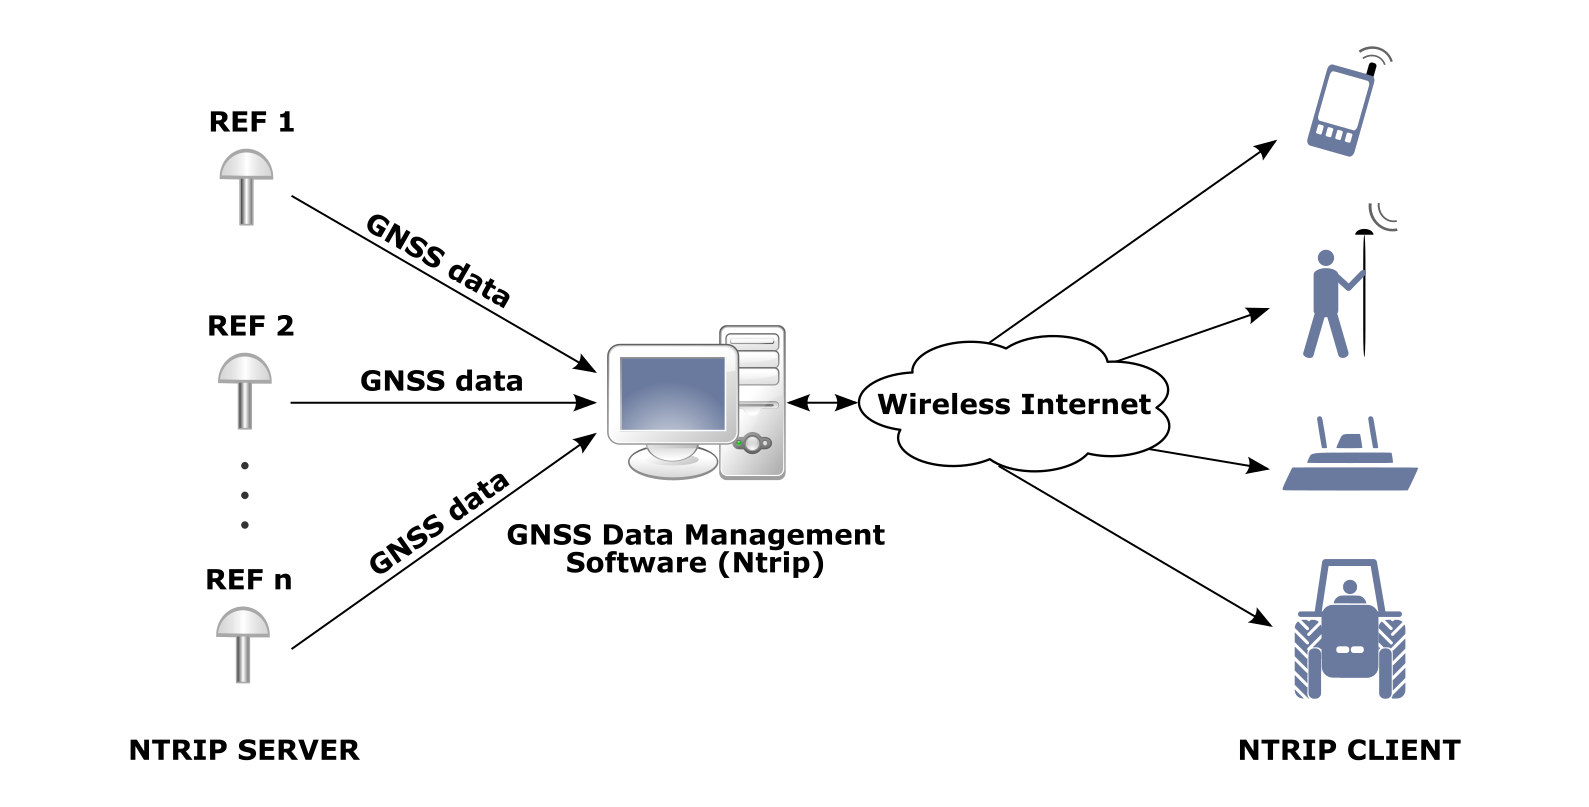 REF 1
GNSS data
REF 2
GNSS data
Wireless Internet
GNSS data
GNSS Data Management
Software (Ntrip)
REF n
NTRIP SERVER
NTRIP CLIENT